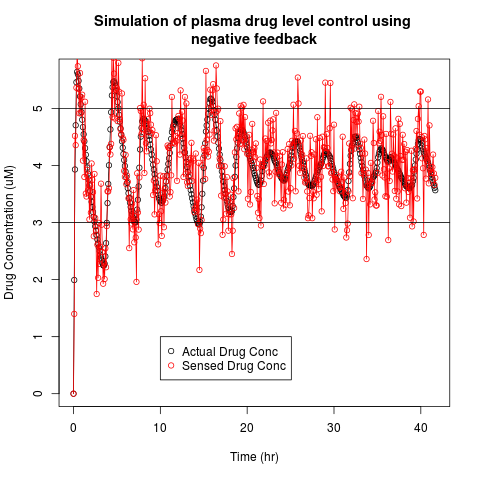 Simulation of plasma drug level control using
negative feedback
Drug Concentration (uM)
5
4
3
2
1
0
Actual Drug Conc
Sensed Drug Conc
0 10 20 30 40
Time (hr)